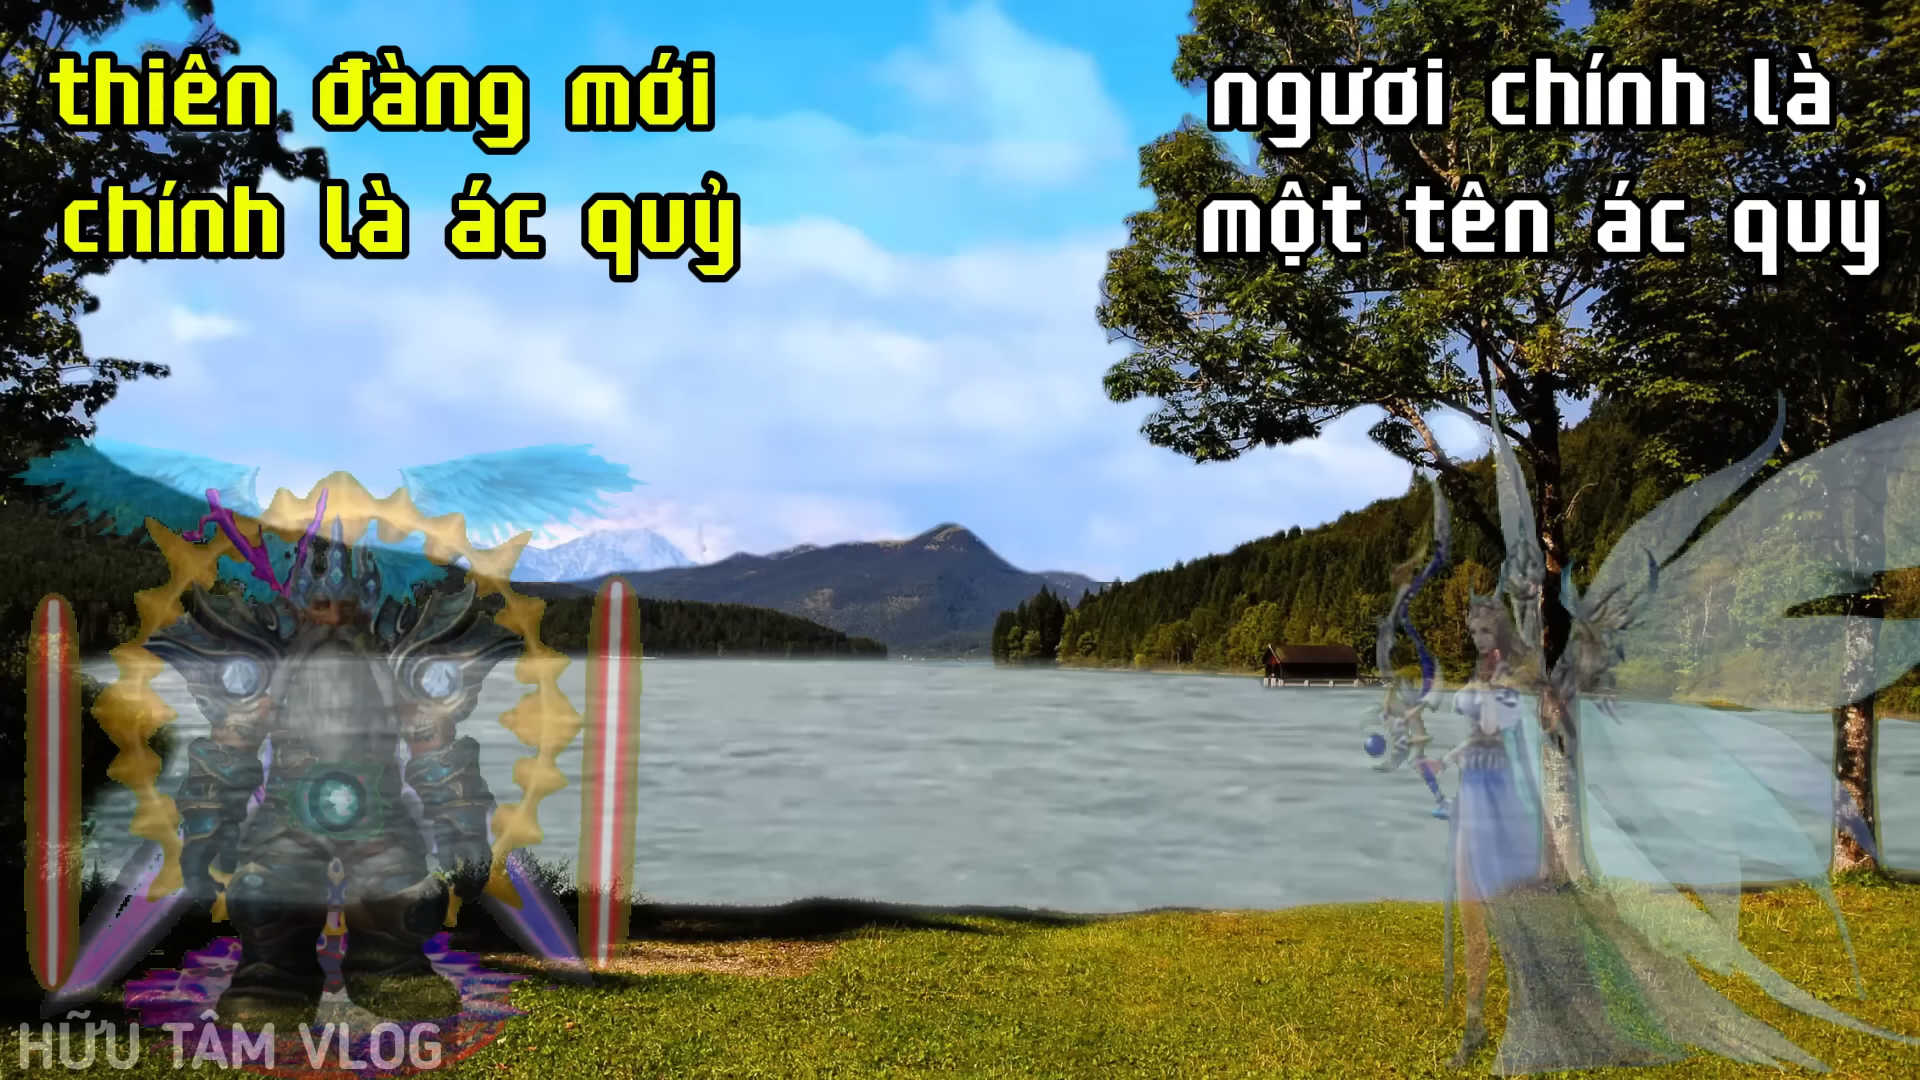 thiên đàng mới
chính là ác quỷ
ngươi chính là
một tên ác quỷ
HỮU TÂM VLOG